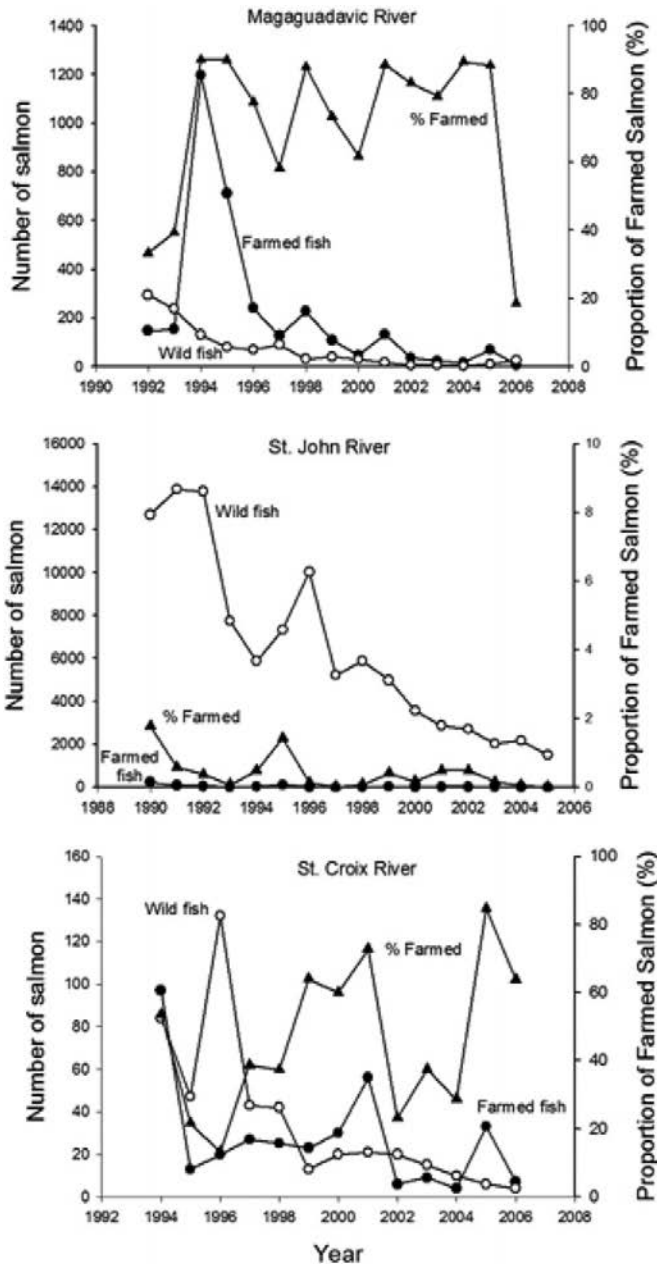 Magaguadavic River
1400
1200
1000
800
600
400
200
0
100
80
60
40
20
0
Number of salmon
Proportion of Farmed Salmon (%)
% Farmed
Farmed fish
Wild fish
1990 1992 1994 1996 1998 2000 2002 2004 2006 2008
St. John River
16000
14000
12000
10000
8000
6000
4000
2000
0
10
8
6
4
2
0
Number of salmon
Proportion of Farmed Salmon (%)
Wild fish
% Farmed
Farmed
fish
1988 1990 1992 1994 1996 1998 2000 2002 2004 2006
St. Croix River
160
140
120
100
80
60
40
20
0
100
80
60
40
20
0
Number of salmon
Proportion of Farmed Salmon (%)
Wild fish
% Farmed
Farmed fish
1992 1994 1996 1998 2000 2002 2004 2006 2008
Year